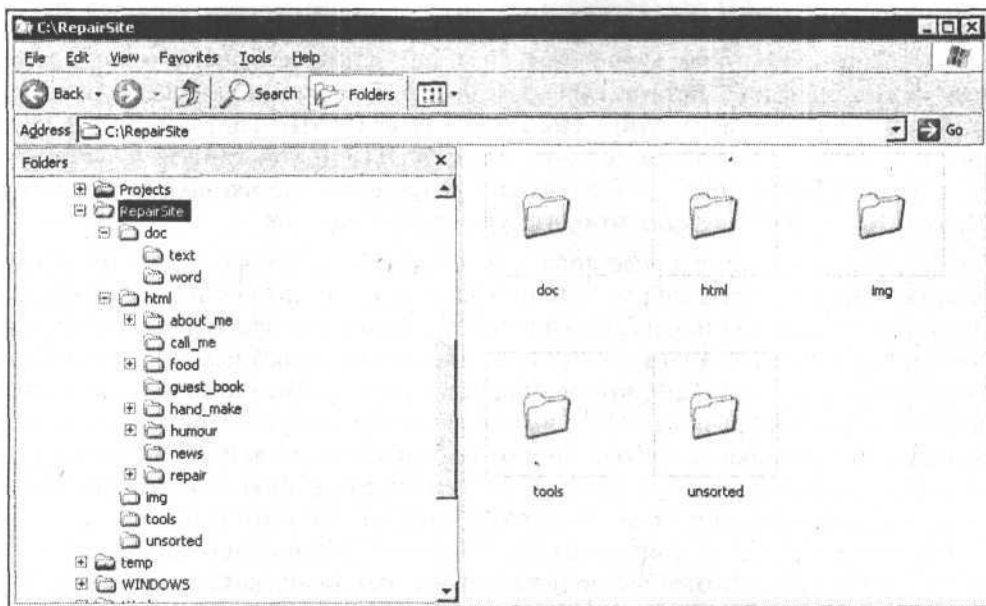 C:\RepairSite
File Edit View Favorites Tools Help
Back Search Folders
Address C:\RepairSite Go
Folders
Projects
RepairSite
doc
text
word
html
about_me
call_me
food
guest_book
hand_make
humour
news
repair
img
tools
unsorted
temp
WINDOWS
doc html img
tools unsorted